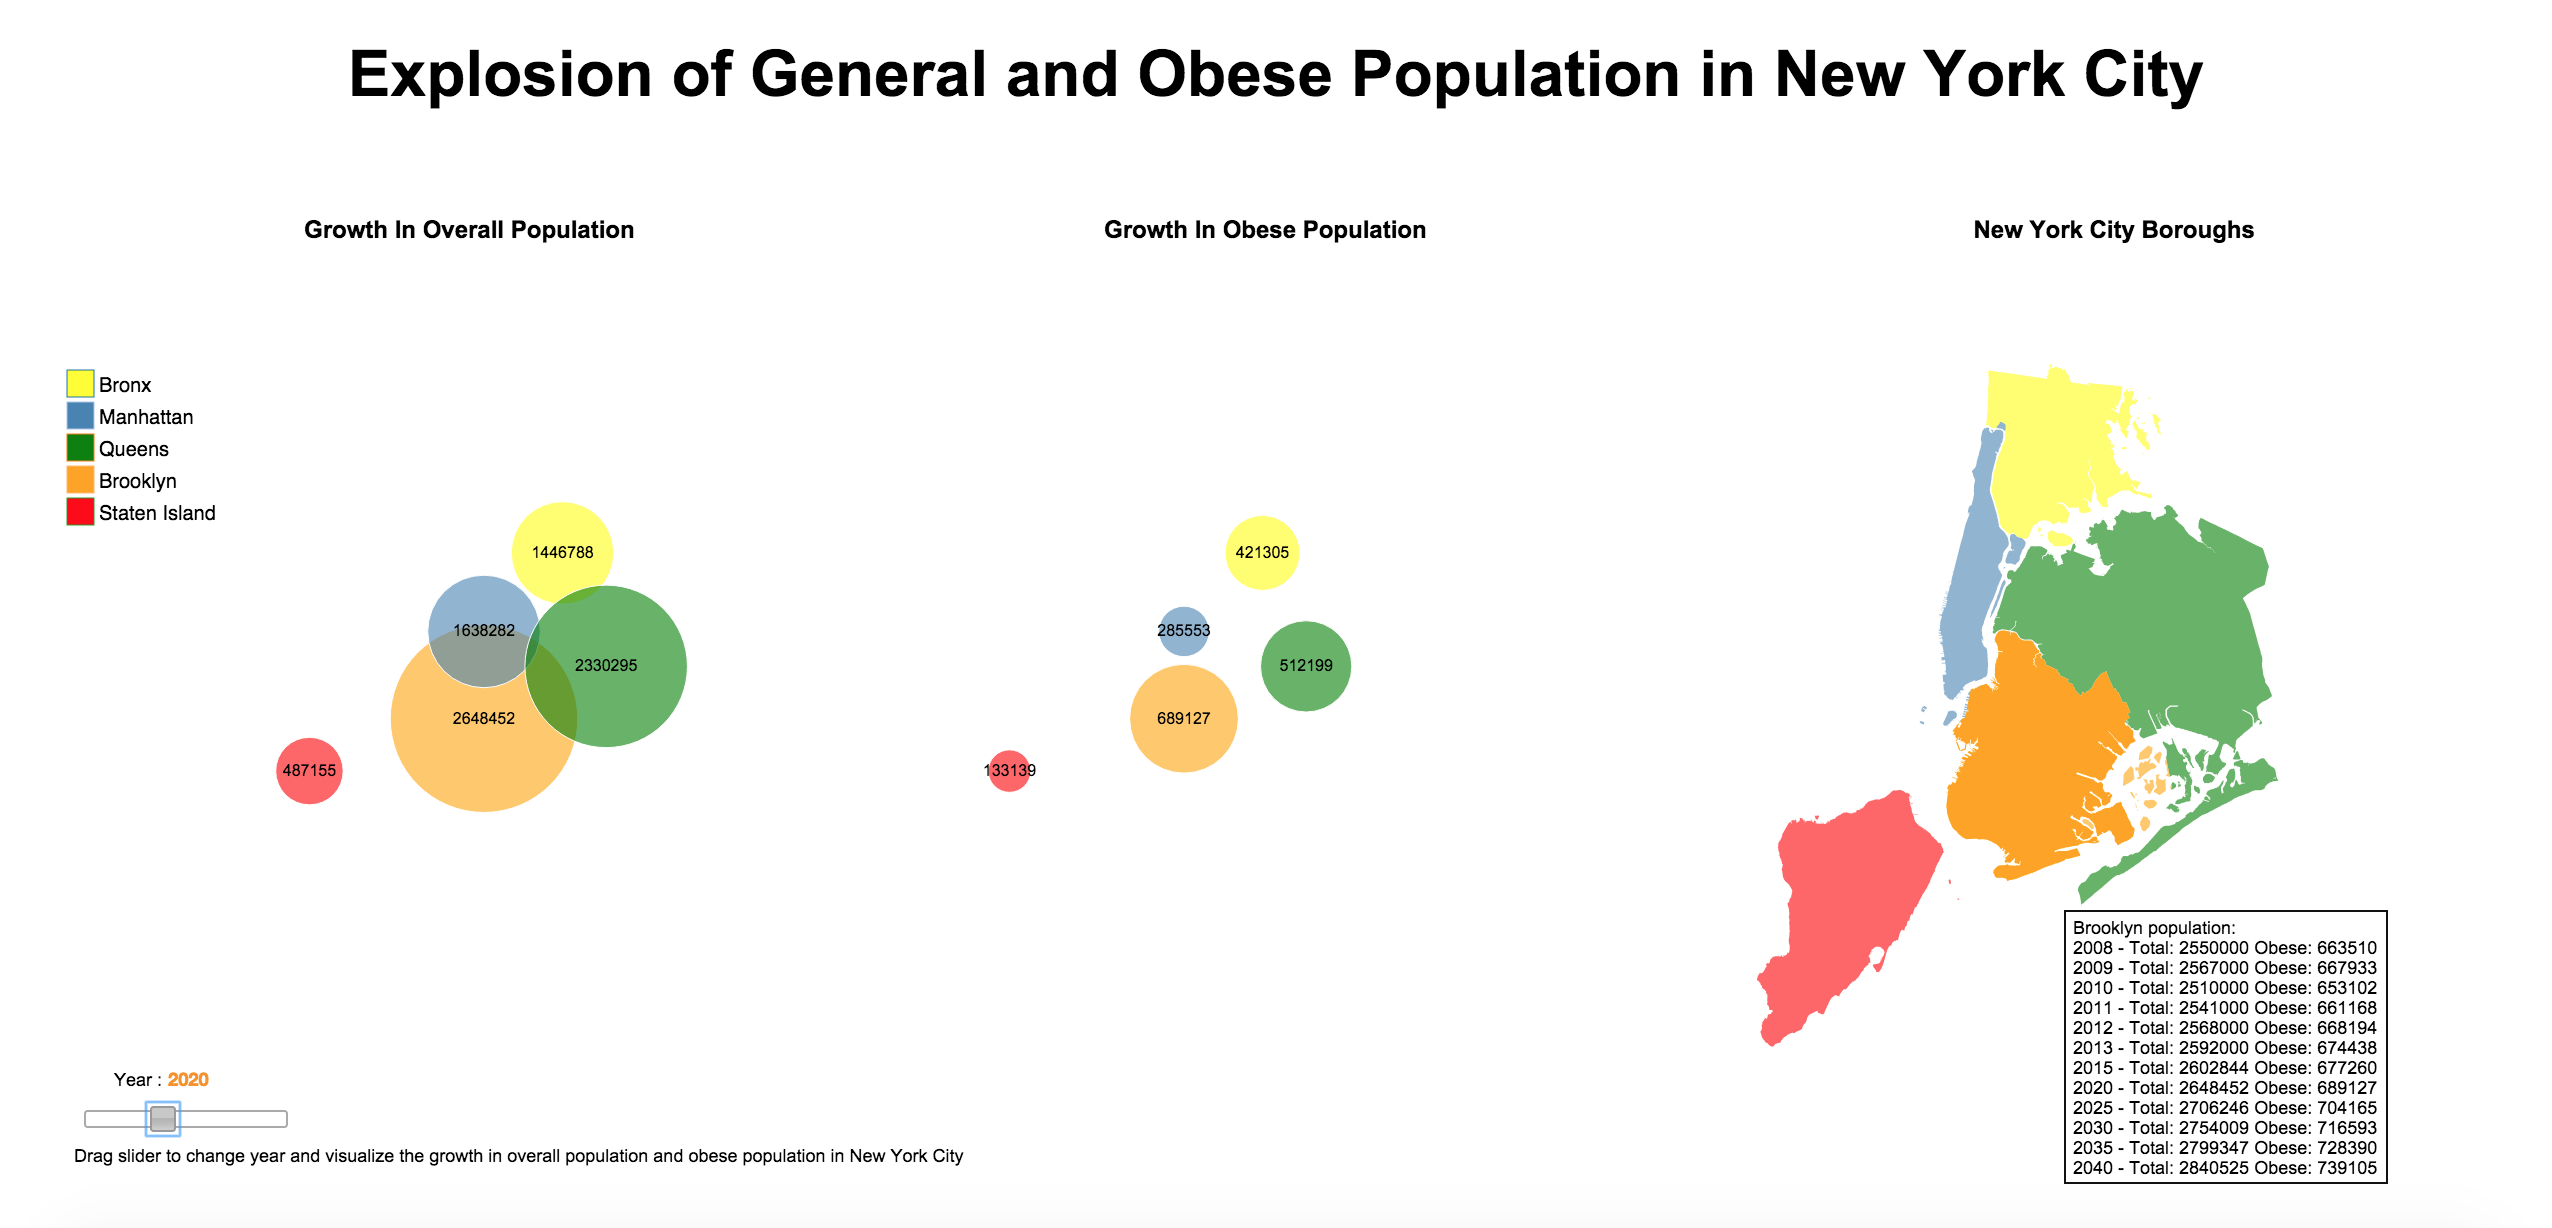 Explosion of General and Obese Population in New York City
Growth In Overall Population
Growth In Obese Population
New York City Boroughs
Bronx
Manhattan
Queens
Brooklyn
Staten Island
1446788
1638282
2330295
2648452
487155
421305
285553
512199
689127
133139
Brooklyn population:
2008 - Total: 2550000 Obese: 663510
2009 - Total: 2567000 Obese: 667933
2010 - Total: 2510000 Obese: 653102
2011 - Total: 2541000 Obese: 661168
2012 - Total: 2568000 Obese: 668194
2013 - Total: 2592000 Obese: 674438
2015 - Total: 2602844 Obese: 677260
2020 - Total: 2648452 Obese: 689127
2025 - Total: 2706246 Obese: 704165
2030 - Total: 2754009 Obese: 716593
2035 - Total: 2799347 Obese: 728390
2040 - Total: 2840525 Obese: 739105
Year : 2020
Drag slider to change year and visualize the growth in overall population and obese population in New York City